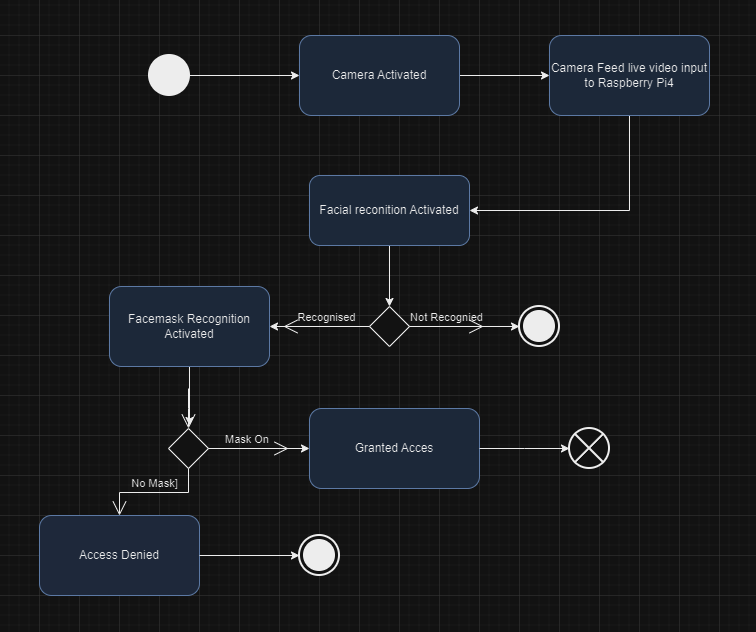 Camera Activated
Camera Feed live video input
to Raspberry Pi4
Facial reconition Activated
Recognised
Not Recognied
Facemask Recognition
Activated
Mask On
Granted Acces
No Mask]
Access Denied